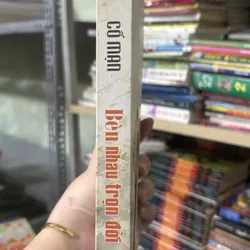 CỐ MẠN
Bên nhau trọn đời